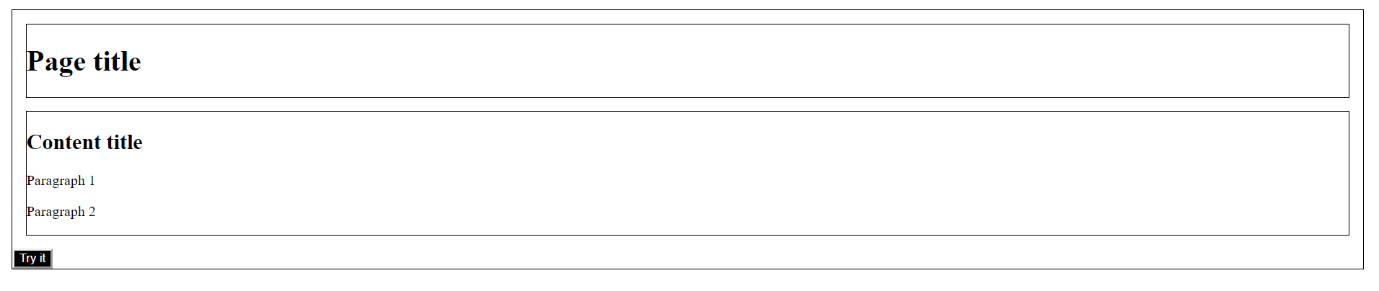 Page title
Content title
Paragraph 1
Paragraph 2
Try it